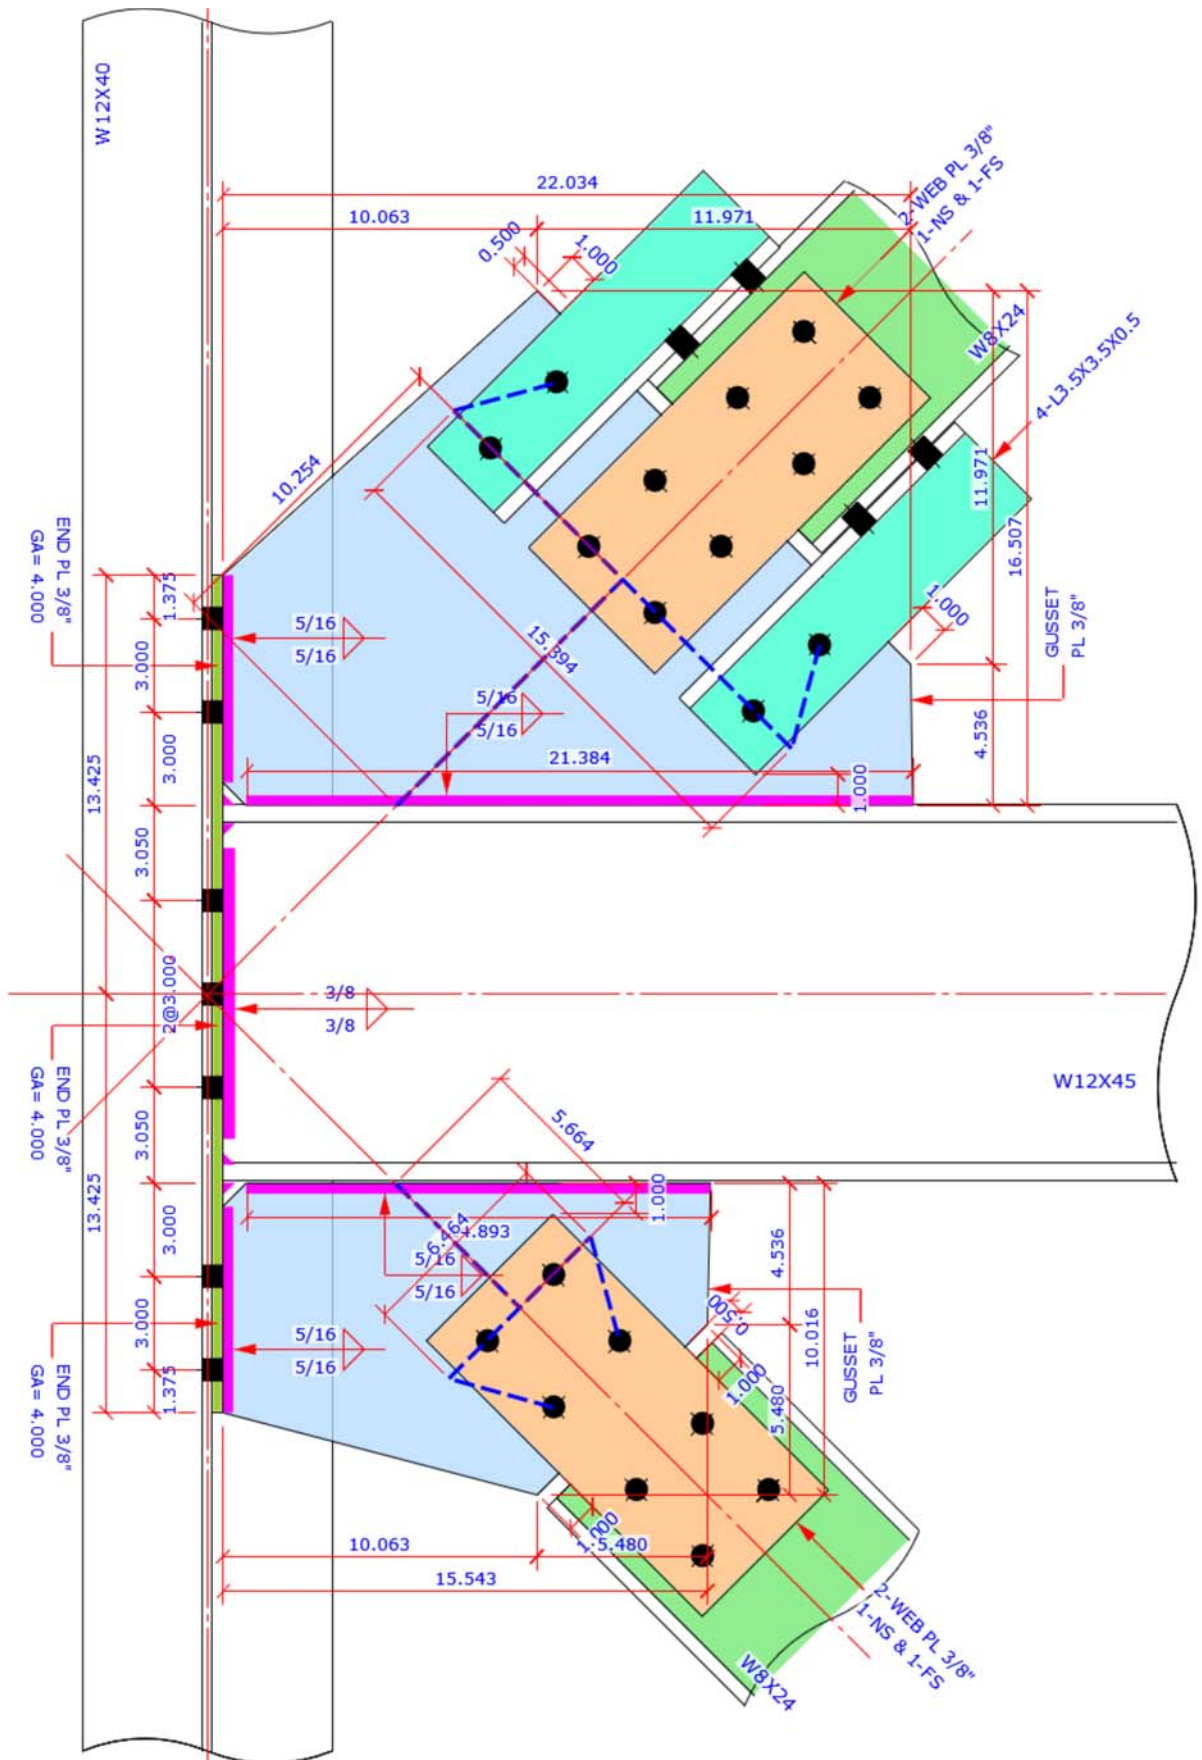 W12X40
22.034
10.063
11.971
0.500
1.000
2-WEB PL 3/8"
1-NS & 1-FS
W8X24
4-L3.5X3.5X0.5
10.254
11.971
16.507
END PL 3/8"
GA= 4.000
1.375
1.000
5/16
5/16
GUSSET
PL 3/8"
3.000
15.394
5/16
5/16
4.536
3.000
13.425
21.384
1.000
3.050
2@3.000
3/8
3/8
END PL 3/8"
GA= 4.000
W12X45
3.050
5.664
13.425
3.000
1.000
6.464
4.893
4.536
5/16
5/16
0.500
10.016
5/16
5/16
GUSSET
PL 3/8"
3.000
1.000
END PL 3/8"
GA= 4.000
1.375
5.480
1.000
10.063
5.480
15.543
2-WEB PL 3/8"
1-NS & 1-FS
W8X24